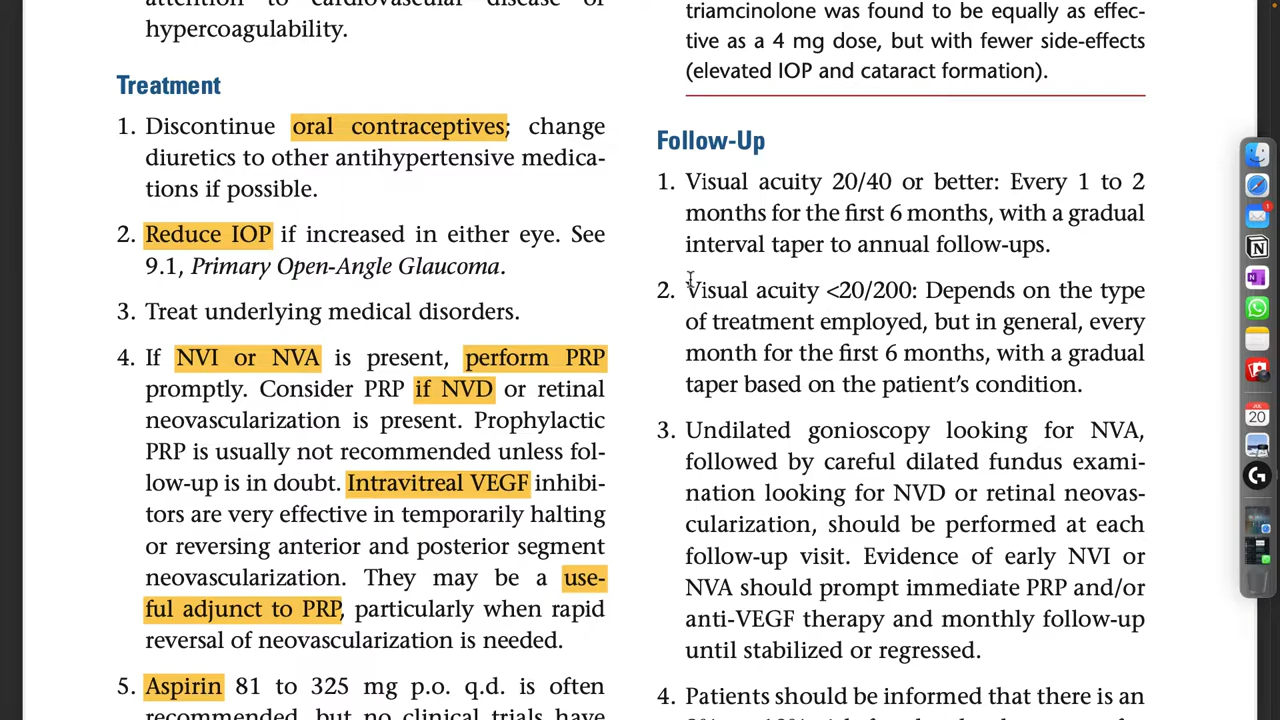 attention to cardiovascular disease or
hypercoagulability.
Treatment
1. Discontinue oral contraceptives; change
diuretics to other antihypertensive medica-
tions if possible.
2. Reduce IOP if increased in either eye. See
9.1, Primary Open-Angle Glaucoma.
3. Treat underlying medical disorders.
4. If NVI or NVA is present, perform PRP
promptly. Consider PRP if NVD or retinal
neovascularization is present. Prophylactic
PRP is usually not recommended unless fol-
low-up is in doubt. Intravitreal VEGF inhibi-
tors are very effective in temporarily halting
or reversing anterior and posterior segment
neovascularization. They may be a use-
ful adjunct to PRP, particularly when rapid
reversal of neovascularization is needed.
5. Aspirin 81 to 325 mg p.o. q.d. is often
recommended, but no clinical trials have
triamcinolone was found to be equally as effec-
tive as a 4 mg dose, but with fewer side-effects
(elevated IOP and cataract formation).
Follow-Up
1. Visual acuity 20/40 or better: Every 1 to 2
months for the first 6 months, with a gradual
interval taper to annual follow-ups.
2. Visual acuity <20/200: Depends on the type
of treatment employed, but in general, every
month for the first 6 months, with a gradual
taper based on the patient's condition.
3. Undilated gonioscopy looking for NVA,
followed by careful dilated fundus exami-
nation looking for NVD or retinal neovas-
cularization, should be performed at each
follow-up visit. Evidence of early NVI or
NVA should prompt immediate PRP and/or
anti-VEGF therapy and monthly follow-up
until stabilized or regressed.
4. Patients should be informed that there is an
1
N
N
JUL
20
G